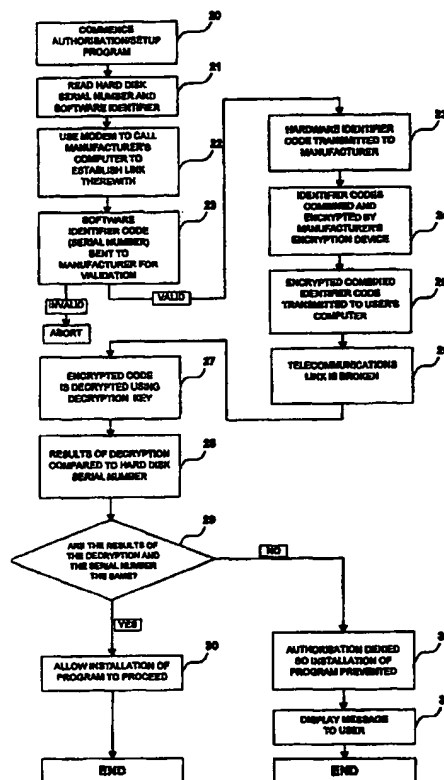 20
COMMENCE
AUTHORISATION/SETUP
PROGRAM
21
READ HARD DISK
SERIAL NUMBER AND
SOFTWARE IDENTIFIER
USE MODEM TO CALL
MANUFACTURER'S
COMPUTER TO
ESTABLISH LINK
THEREWITH
22
23
SOFTWARE
IDENTIFIER CODE
(SERIAL NUMBER)
SENT TO
MANUFACTURER FOR
VALIDATION
INVALID
VALID
ABORT
HARDWARE IDENTIFIER
CODE TRANSMITTED TO
MANUFACTURER
IDENTIFIER CODES
COMBINED AND
ENCRYPTED BY
MANUFACTURER'S
ENCRYPTION DEVICE
ENCRYPTED COMBINED
IDENTIFIER CODE
TRANSMITTED TO USER'S
COMPUTER
TELECOMMUNICATIONS
LINK IS BROKEN
27
ENCRYPTED CODE
IS DECRYPTED USING
DECRYPTION KEY
28
RESULTS OF DECRYPTION
COMPARED TO HARD DISK
SERIAL NUMBER
29
ARE THE RESULTS OF
THE DECRYPTION AND
THE SERIAL NUMBER
THE SAME?
NO
YES
30
ALLOW INSTALLATION OF
PROGRAM TO PROCEED
END
AUTHORISATION DENIED
SO INSTALLATION OF
PROGRAM PREVENTED
DISPLAY MESSAGE
TO USER
END